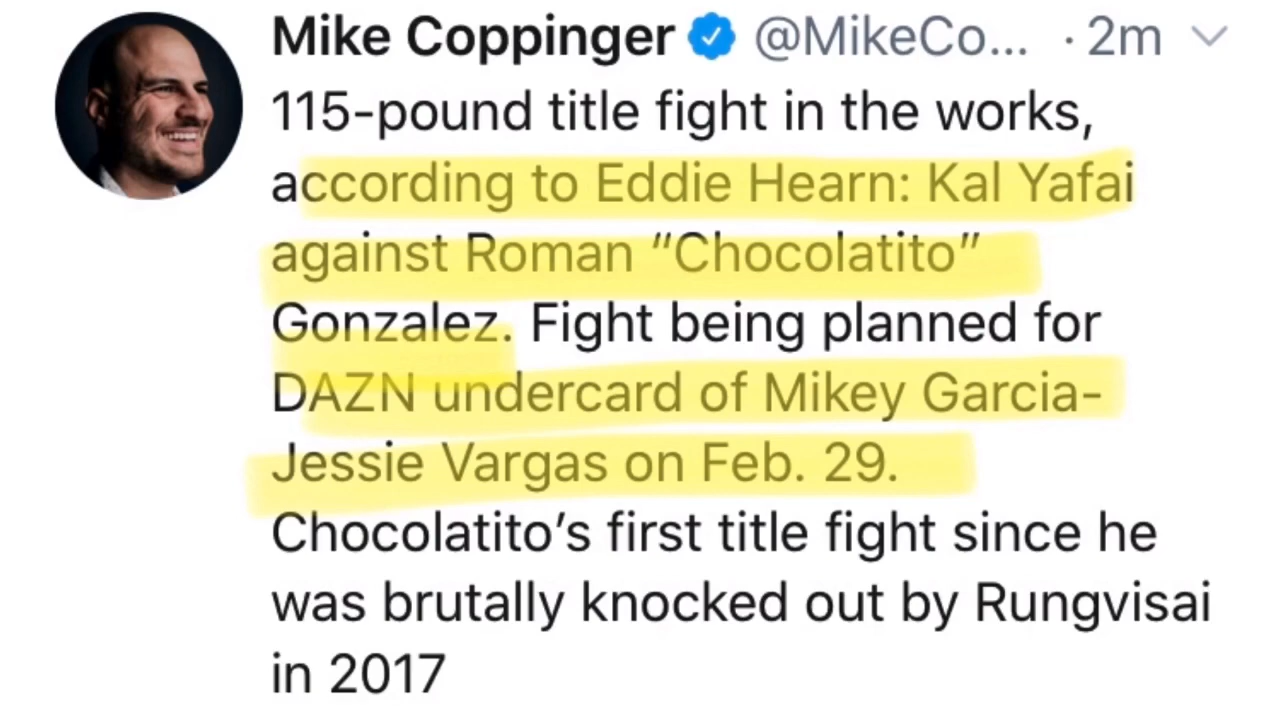 Mike Coppinger @MikeCo... · 2m
115-pound title fight in the works,
according to Eddie Hearn: Kal Yafai
against Roman “Chocolatito”
Gonzalez. Fight being planned for
DAZN undercard of Mikey Garcia-
Jessie Vargas on Feb. 29.
Chocolatito’s first title fight since he
was brutally knocked out by Rungvisai
in 2017